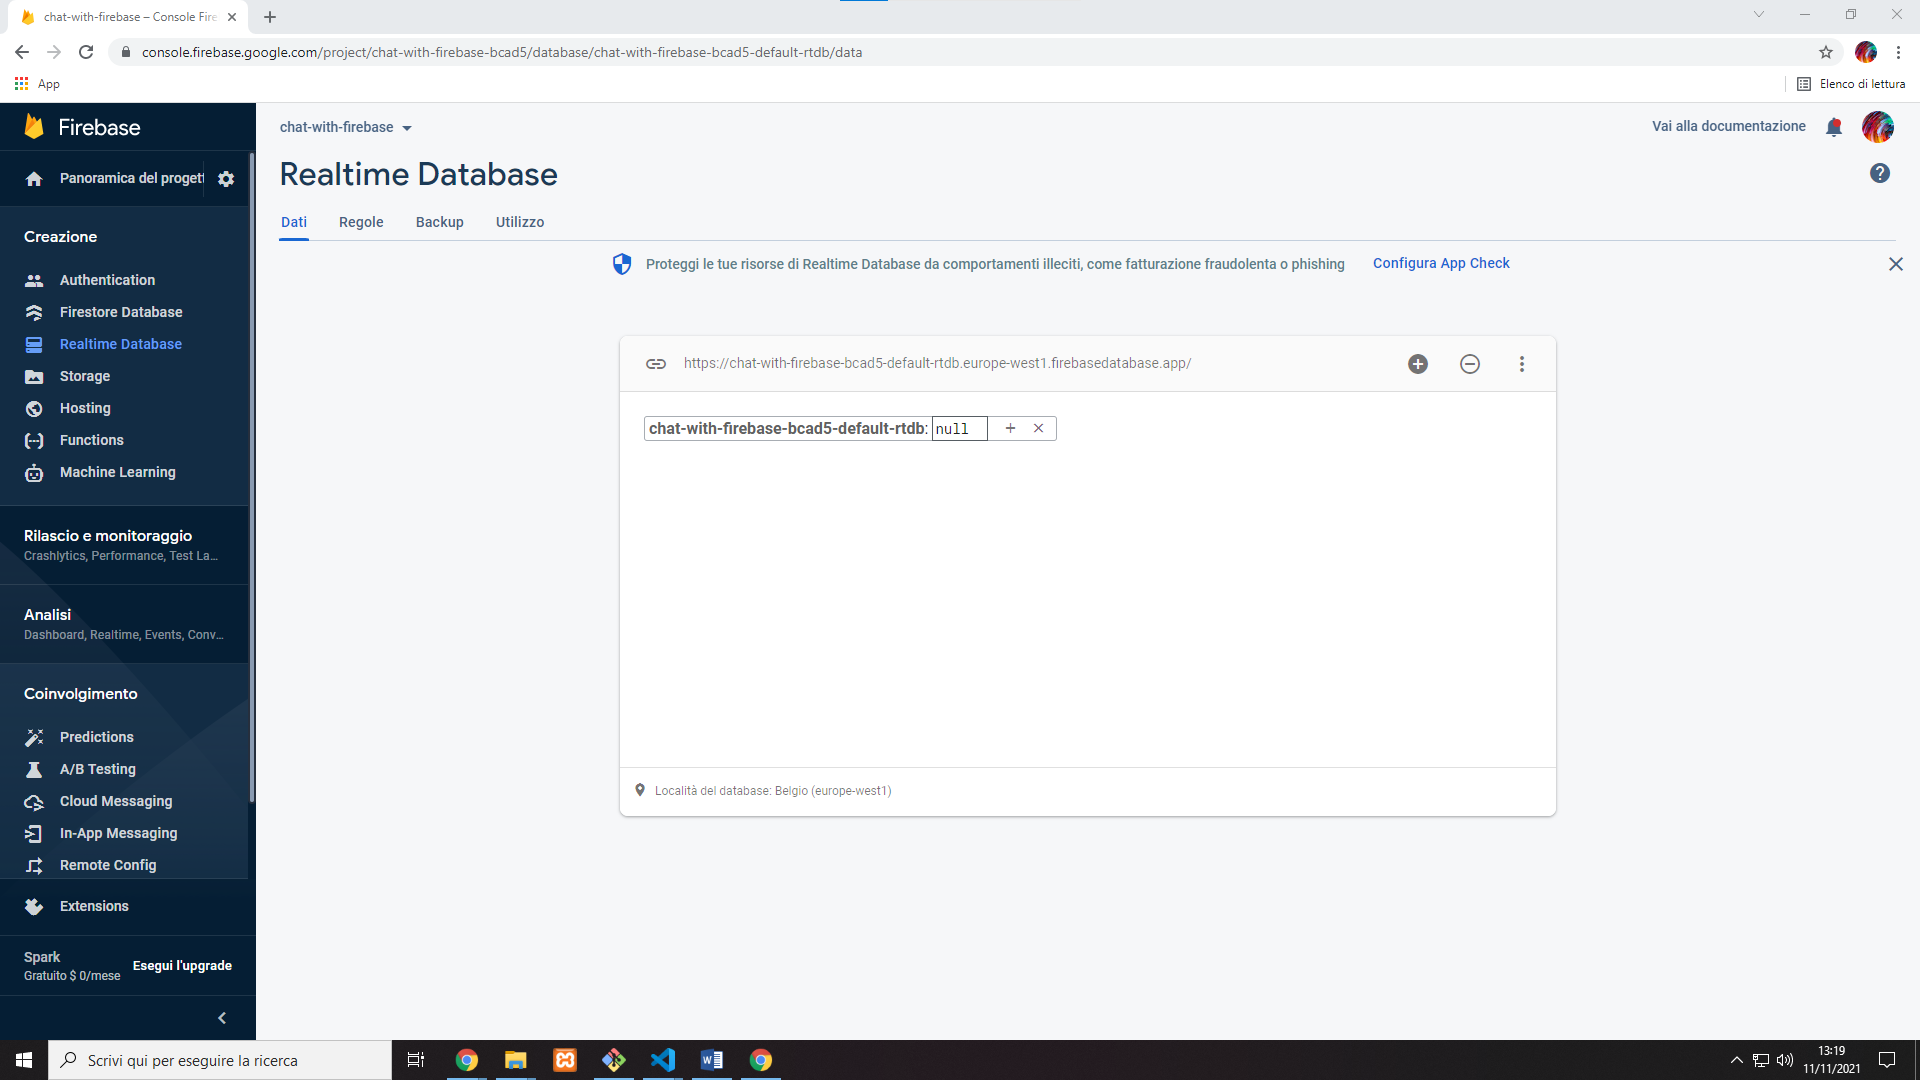 chat-with-firebase – Console Fire
console.firebase.google.com/project/chat-with-firebase-bcad5/database/chat-with-firebase-bcad5-default-rtdb/data
App
Elenco di lettura
Firebase
chat-with-firebase
Vai alla documentazione
Panoramica del progett
Realtime Database
Dati
Regole
Backup
Utilizzo
Proteggi le tue risorse di Realtime Database da comportamenti illeciti, come fatturazione fraudolenta o phishing
Configura App Check
Creazione
Authentication
Firestore Database
Realtime Database
Storage
Hosting
Functions
Machine Learning
Rilascio e monitoraggio
Crashlytics, Performance, Test La...
Analisi
Dashboard, Realtime, Events, Conv...
Coinvolgimento
Predictions
A/B Testing
Cloud Messaging
In-App Messaging
Remote Config
Extensions
Spark
Gratuito $ 0/mese
Esegui l'upgrade
https://chat-with-firebase-bcad5-default-rtdb.europe-west1.firebasedatabase.app/
chat-with-firebase-bcad5-default-rtdb: null
Località del database: Belgio (europe-west1)
Scrivi qui per eseguire la ricerca
13:19
11/11/2021